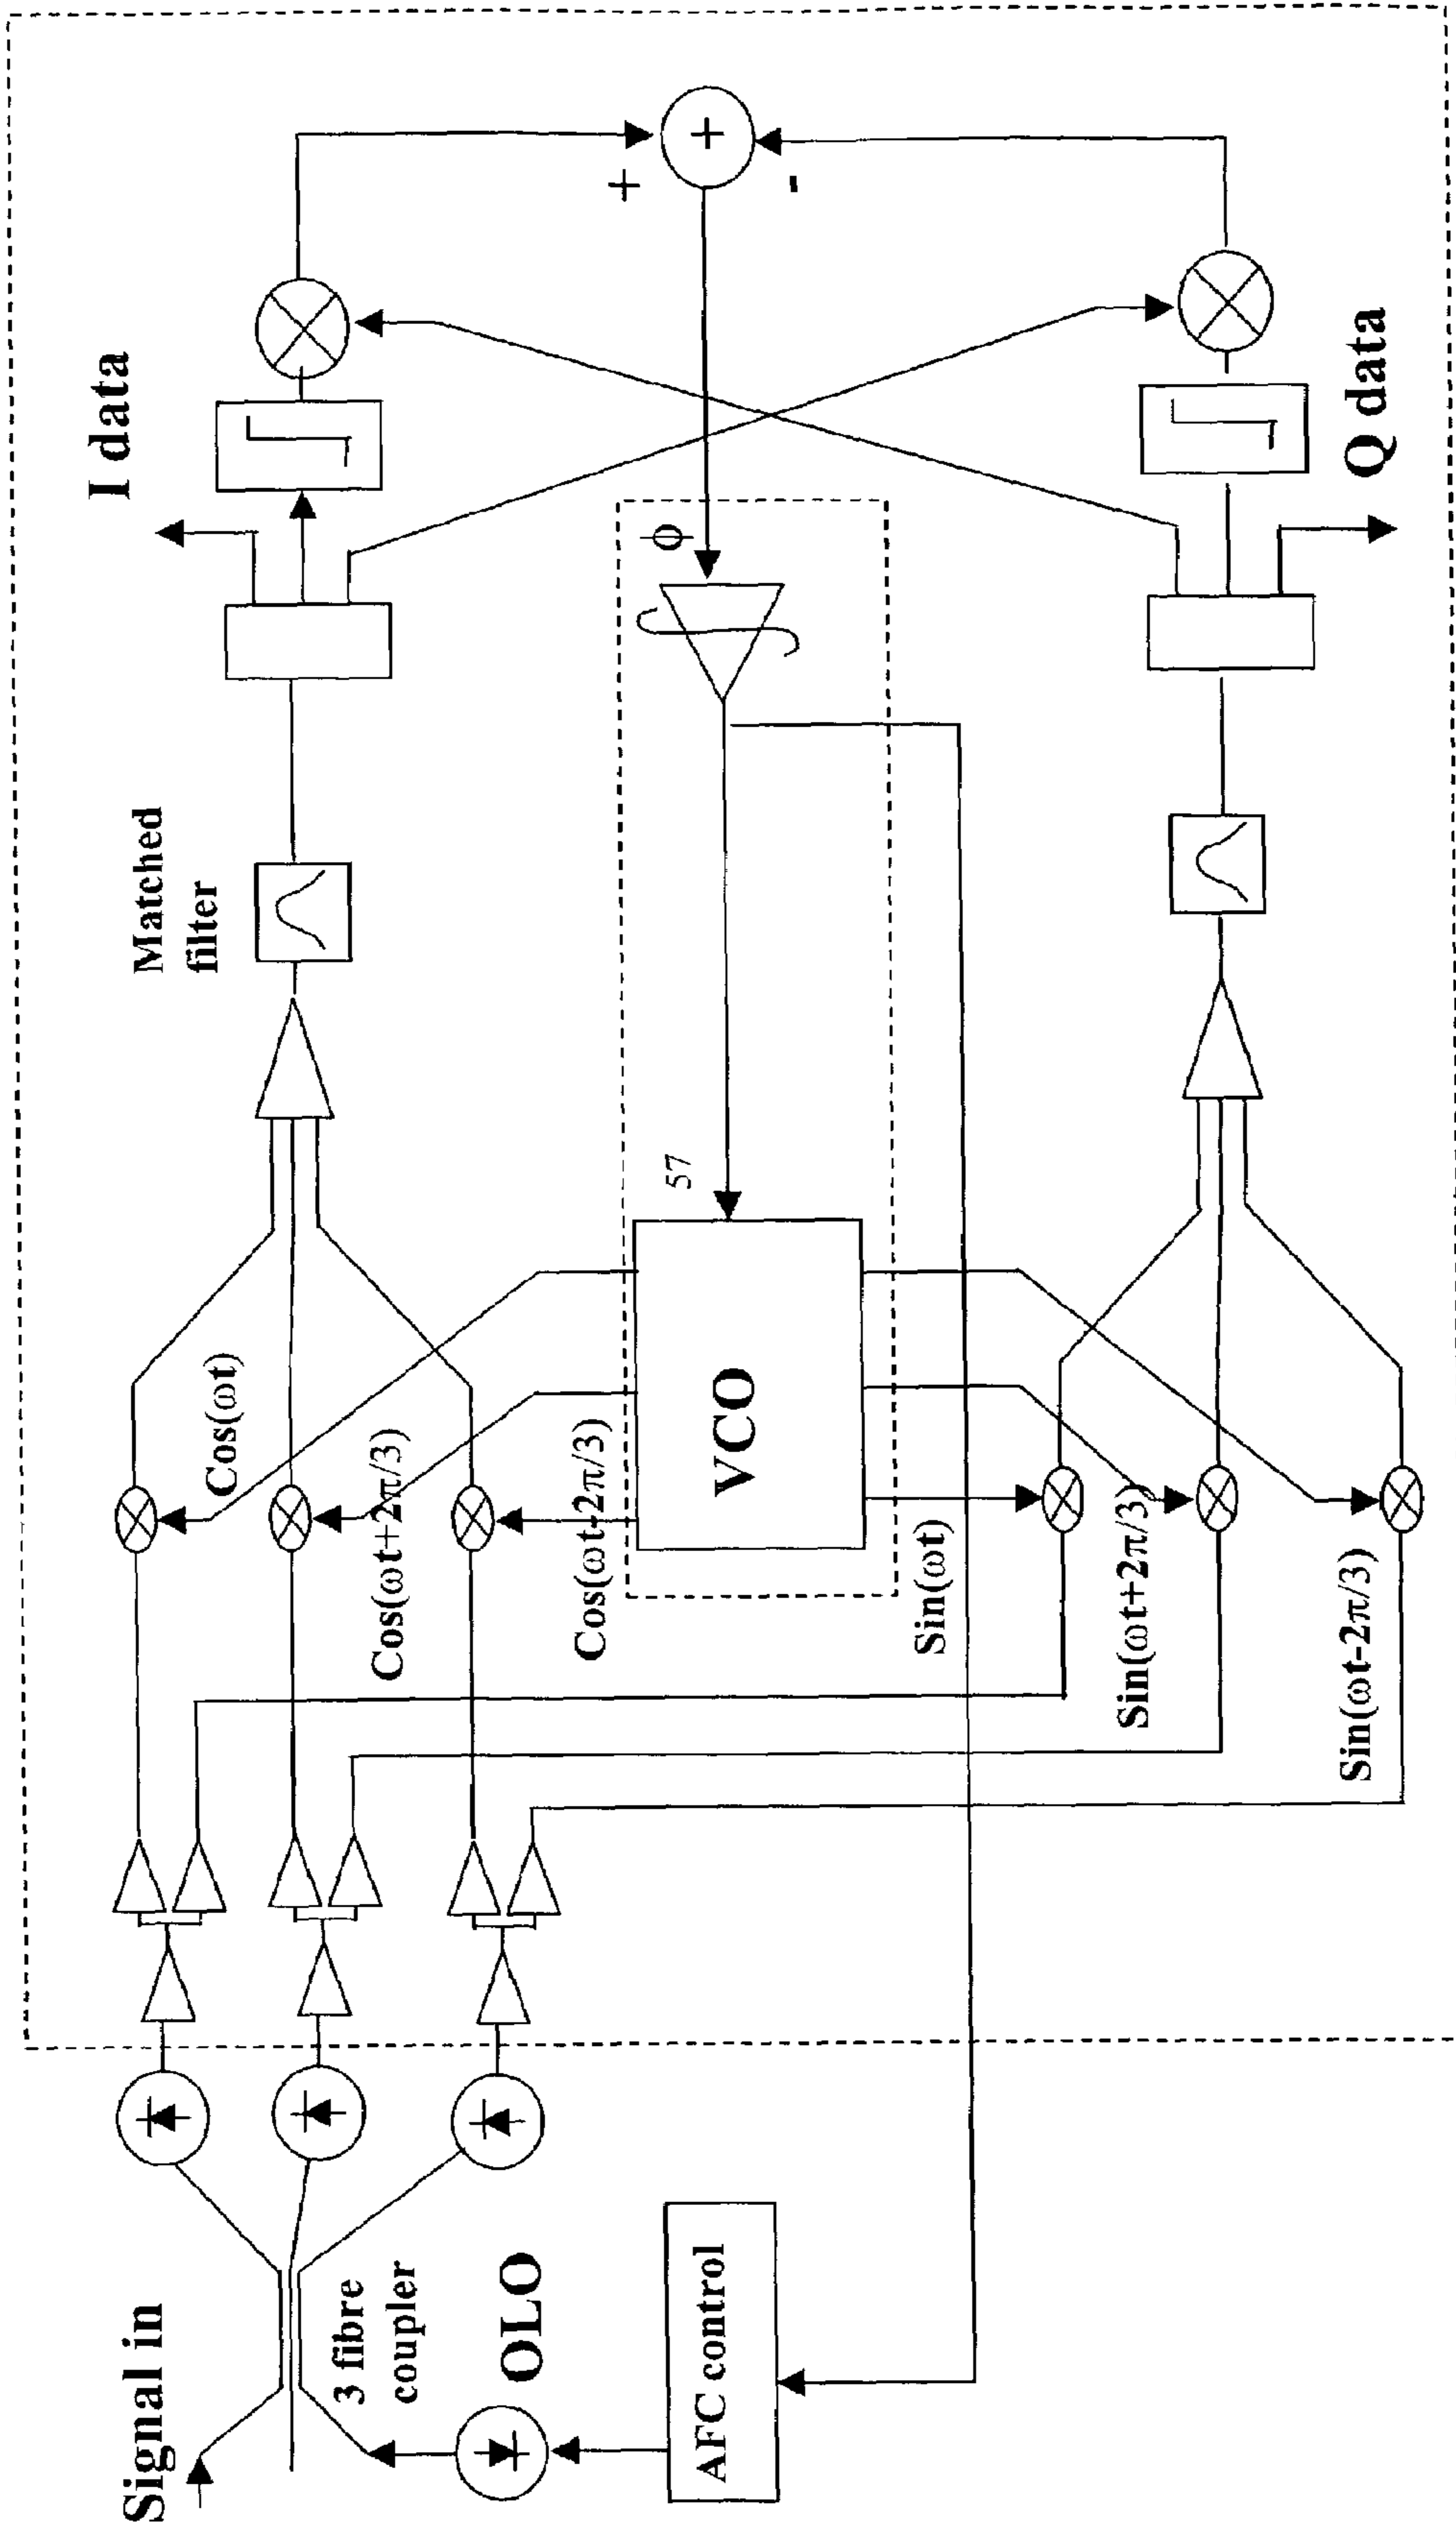 Signal in
3 fibre
coupler
OLO
AFC control
Cos(ωt)
Cos(ωt+2π/3)
Cos(ωt-2π/3)
VCO
57
Sin(ωt)
Sin(ωt+2π/3)
Sin(ωt-2π/3)
Matched
filter
ϕ
I data
Q data
+
+
-